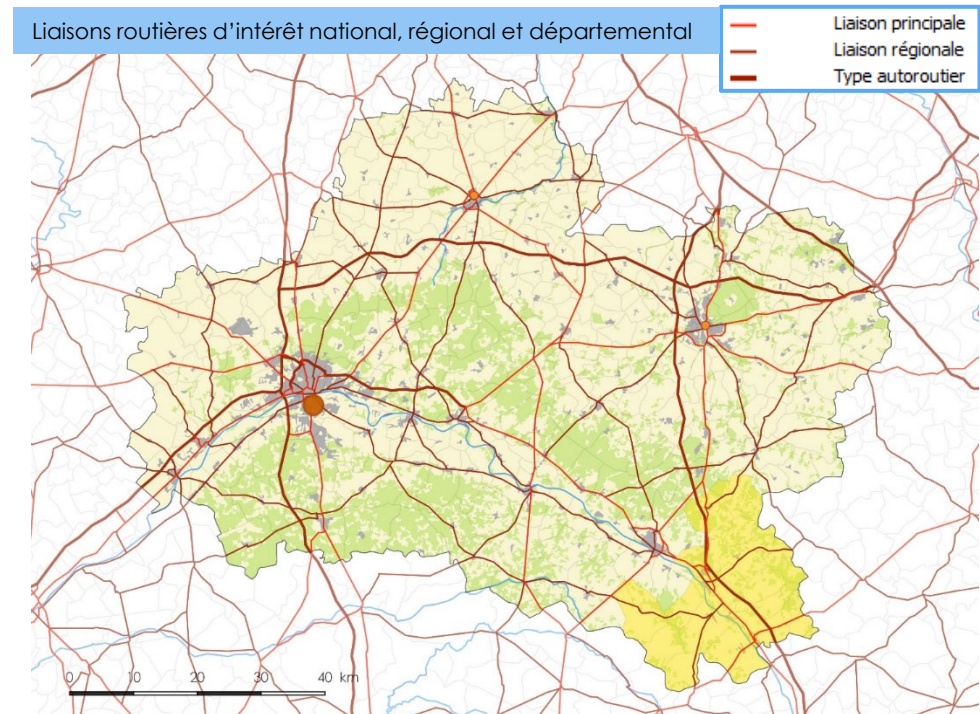 Liaisons routières d’intérêt national, régional et départemental
Liaison principale
Liaison régionale
Type autoroutier
0 10 20 30 40 km